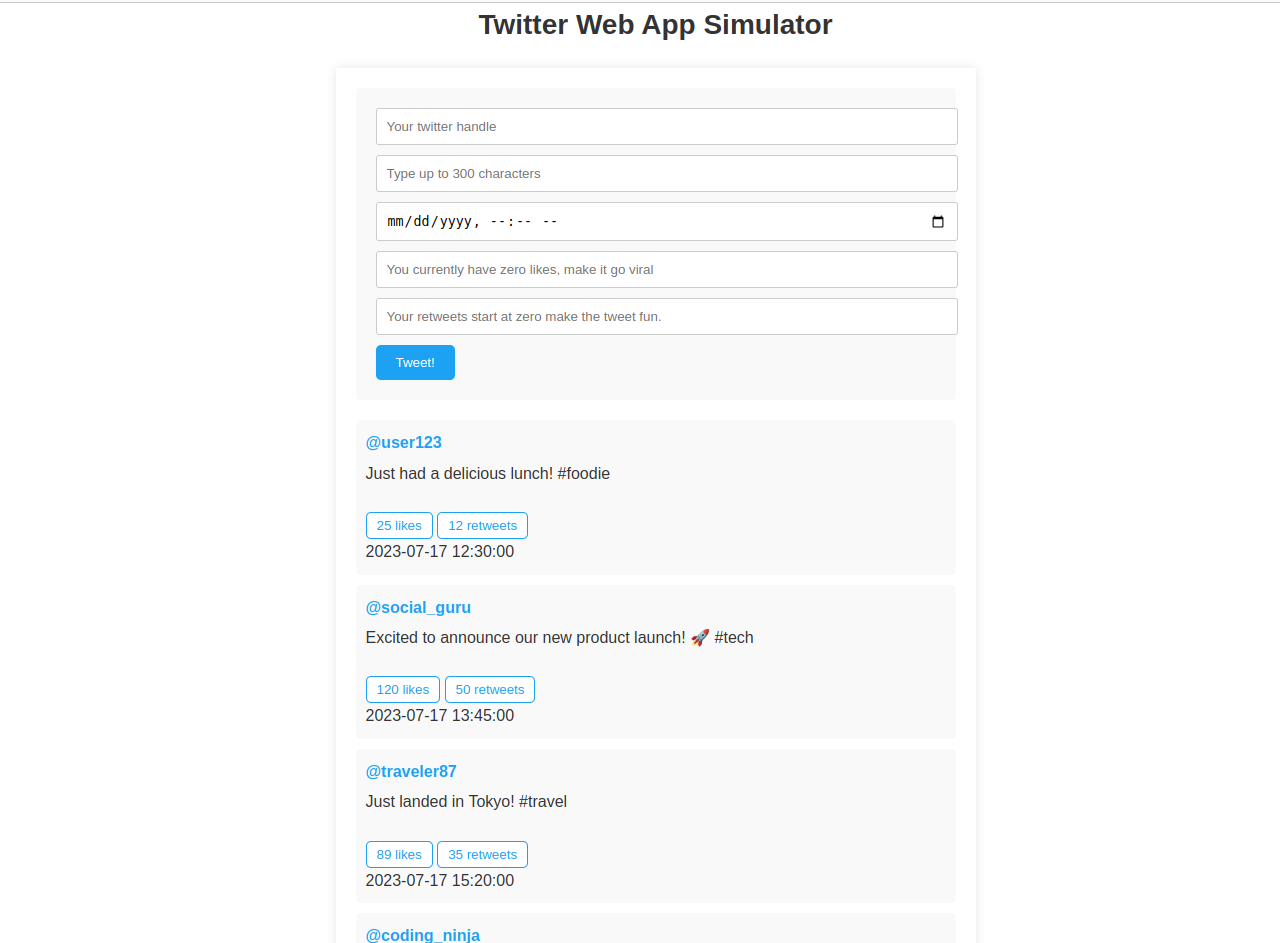 Twitter Web App Simulator
Your twitter handle
Type up to 300 characters
mm/dd/yyyy, --:-- --
You currently have zero likes, make it go viral
Your retweets start at zero make the tweet fun.
Tweet!
@user123
Just had a delicious lunch! #foodie
25 likes 12 retweets
2023-07-17 12:30:00
@social_guru
Excited to announce our new product launch! 🚀 #tech
120 likes 50 retweets
2023-07-17 13:45:00
@traveler87
Just landed in Tokyo! #travel
89 likes 35 retweets
2023-07-17 15:20:00
@coding_ninja